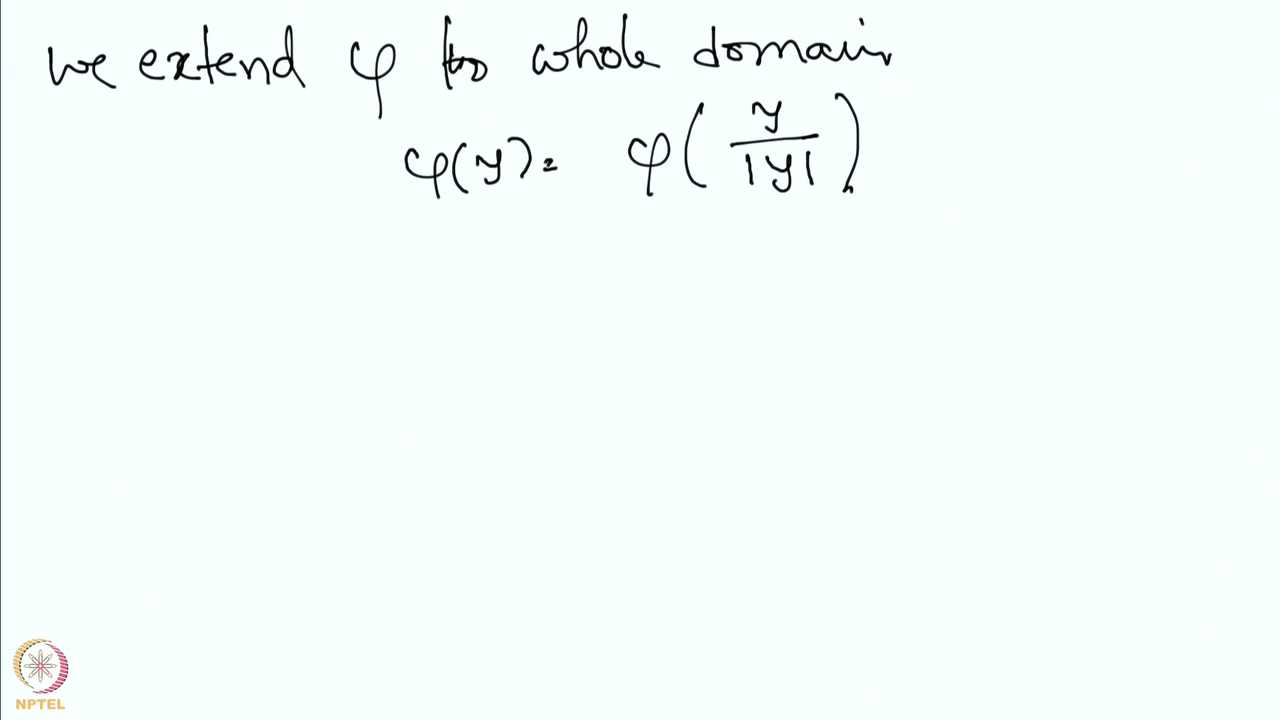 We extend φ to whole domain
φ(y) = φ( y / |y| )
NPTEL